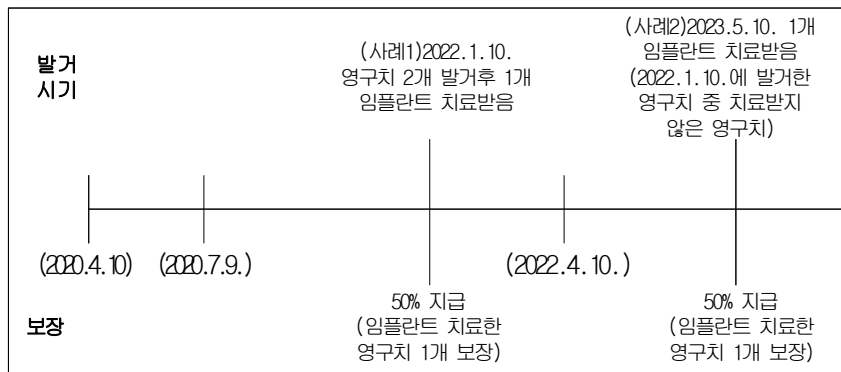 발거
시기
(사례1)2022.1.10.
영구치 2개 발거후 1개
임플란트 치료받음
(사례2)2023.5.10. 1개
임플란트 치료받음
(2022.1.10.에 발거한
영구치 중 치료받지
않은 영구치)
(2020.4.10)
(2020.7.9.)
(2022.4.10.)
보장
50% 지급
(임플란트 치료한
영구치 1개 보장)
50% 지급
(임플란트 치료한
영구치 1개 보장)